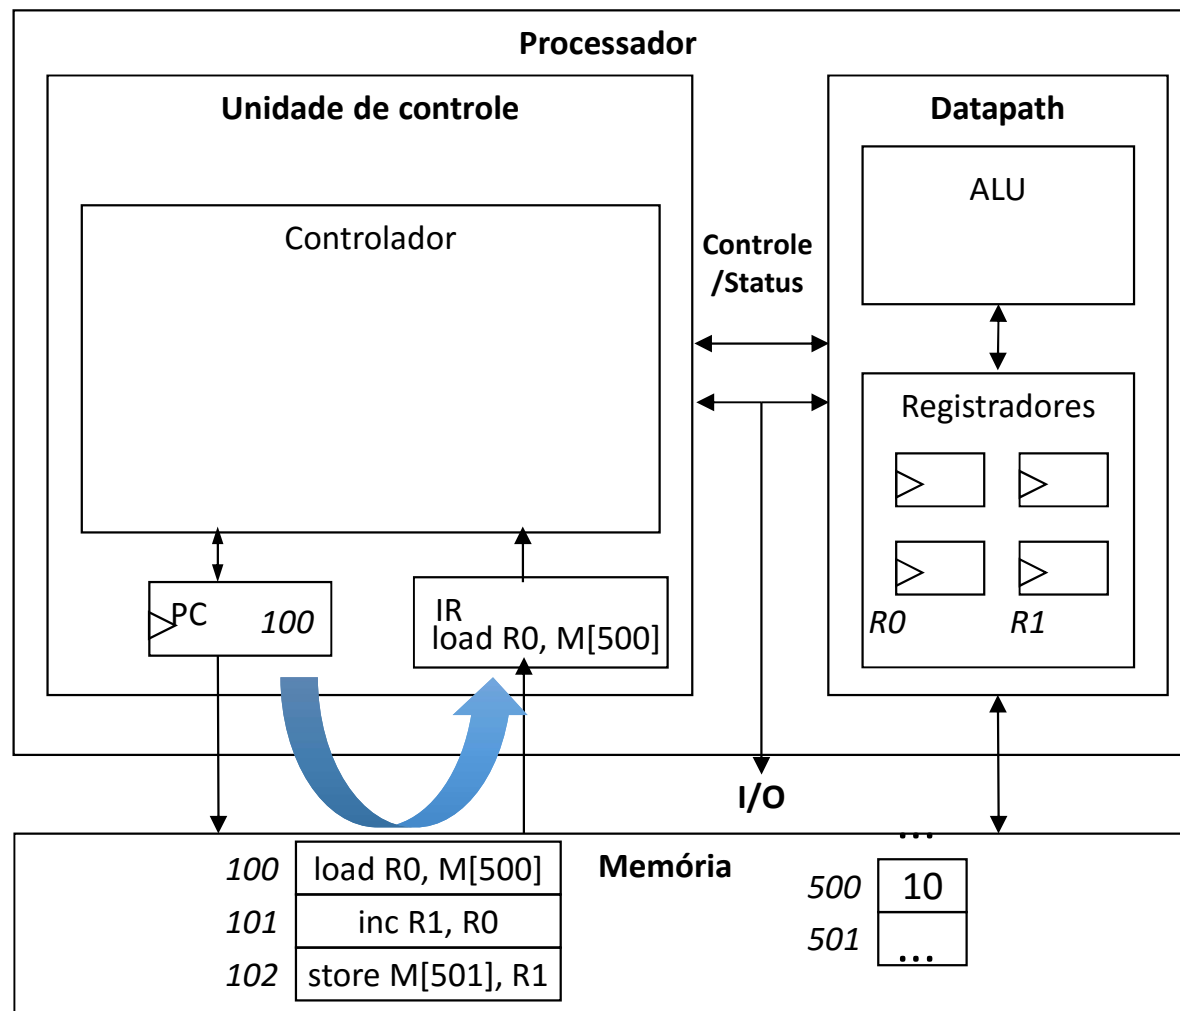 Processador
Unidade de controle
Datapath
ALU
Controlador
Controle
/Status
Registradores
R0
R1
PC
100
IR
load R0, M[500]
I/O
Memória
100
load R0, M[500]
101
inc R1, R0
102
store M[501], R1
...
500
10
501
...